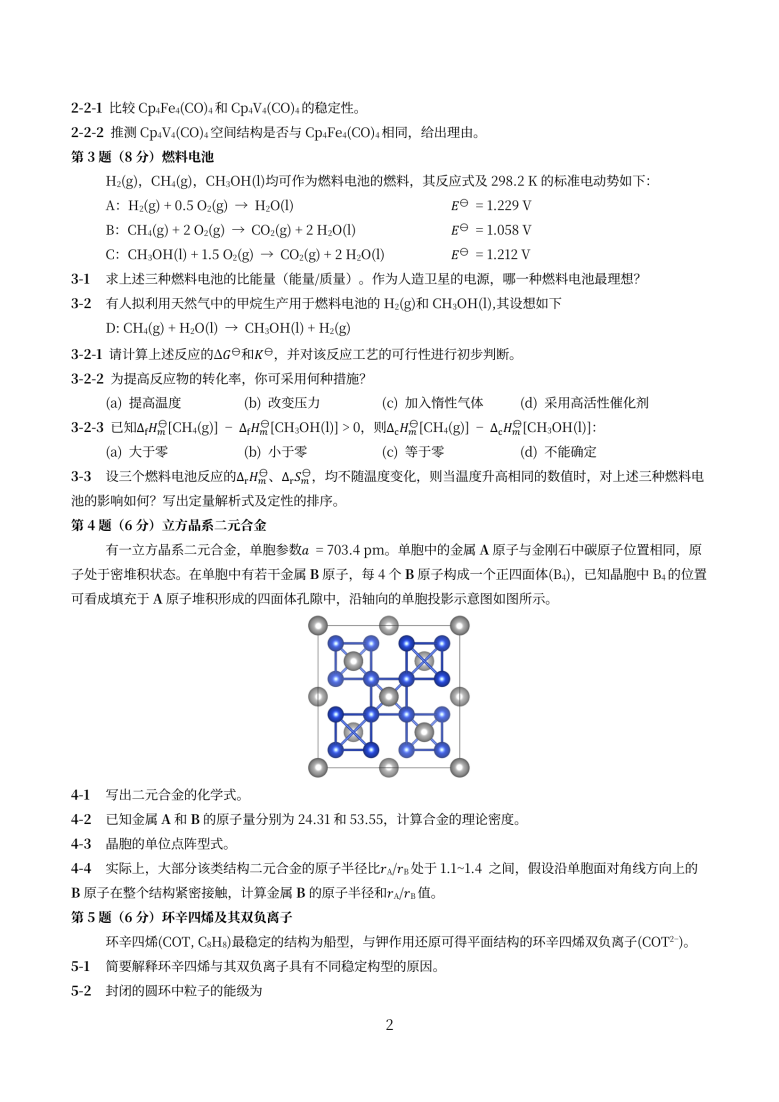 2-2-1 比较 Cp₄Fe₄(CO)₄ 和 Cp₄V₄(CO)₄ 的稳定性。
2-2-2 推测 Cp₄V₄(CO)₄ 空间结构是否与 Cp₄Fe₄(CO)₄ 相同，给出理由。
第 3 题（8 分）燃料电池
H₂(g)，CH₄(g)，CH₃OH(l)均可作为燃料电池的燃料，其反应式及 298.2 K 的标准电动势如下：
A：H₂(g) + 0.5 O₂(g) → H₂O(l) E⊖ = 1.229 V
B：CH₄(g) + 2 O₂(g) → CO₂(g) + 2 H₂O(l) E⊖ = 1.058 V
C：CH₃OH(l) + 1.5 O₂(g) → CO₂(g) + 2 H₂O(l) E⊖ = 1.212 V
3-1 求上述三种燃料电池的比能量（能量/质量）。作为人造卫星的电源，哪一种燃料电池最理想？
3-2 有人拟利用天然气中的甲烷生产用于燃料电池的 H₂(g)和 CH₃OH(l),其设想如下
D: CH₄(g) + H₂O(l) → CH₃OH(l) + H₂(g)
3-2-1 请计算上述反应的ΔG⊖和K⊖，并对该反应工艺的可行性进行初步判断。
3-2-2 为提高反应物的转化率，你可采用何种措施？
(a) 提高温度 (b) 改变压力 (c) 加入惰性气体 (d) 采用高活性催化剂
3-2-3 已知ΔfHm⊖[CH₄(g)] − ΔfHm⊖[CH₃OH(l)] > 0，则ΔcHm⊖[CH₄(g)] − ΔcHm⊖[CH₃OH(l)]：
(a) 大于零 (b) 小于零 (c) 等于零 (d) 不能确定
3-3 设三个燃料电池反应的ΔrHm⊖、ΔrSm⊖，均不随温度变化，则当温度升高相同的数值时，对上述三种燃料电
池的影响如何？写出定量解析式及定性的排序。
第 4 题（6 分）立方晶系二元合金
有一立方晶系二元合金，单胞参数a = 703.4 pm。单胞中的金属 A 原子与金刚石中碳原子位置相同，原
子处于密堆积状态。在单胞中有若干金属 B 原子，每 4 个 B 原子构成一个正四面体(B₄)，已知晶胞中 B₄ 的位置
可看成填充于 A 原子堆积形成的四面体孔隙中，沿轴向的单胞投影示意图如图所示。
4-1 写出二元合金的化学式。
4-2 已知金属 A 和 B 的原子量分别为 24.31 和 53.55，计算合金的理论密度。
4-3 晶胞的单位点阵型式。
4-4 实际上，大部分该类结构二元合金的原子半径比rA/rB 处于 1.1~1.4 之间，假设沿单胞面对角线方向上的
B 原子在整个结构紧密接触，计算金属 B 的原子半径和rA/rB 值。
第 5 题（6 分）环辛四烯及其双负离子
环辛四烯(COT, C₈H₈)最稳定的结构为船型，与钾作用还原可得平面结构的环辛四烯双负离子(COT²⁻)。
5-1 简要解释环辛四烯与其双负离子具有不同稳定构型的原因。
5-2 封闭的圆环中粒子的能级为
2